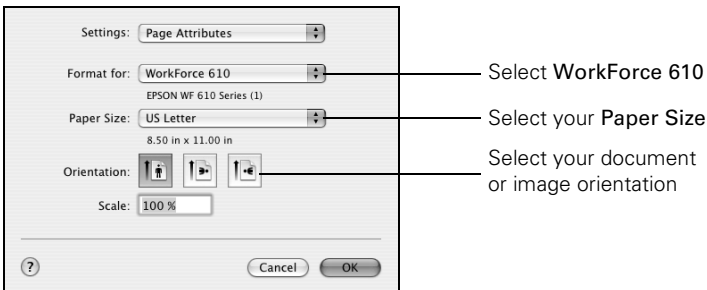 Settings: Page Attributes
Format for: WorkForce 610
EPSON WF 610 Series (1)
Paper Size: US Letter
8.50 in x 11.00 in
Orientation:
Scale: 100 %
? Cancel OK
Select WorkForce 610
Select your Paper Size
Select your document
or image orientation